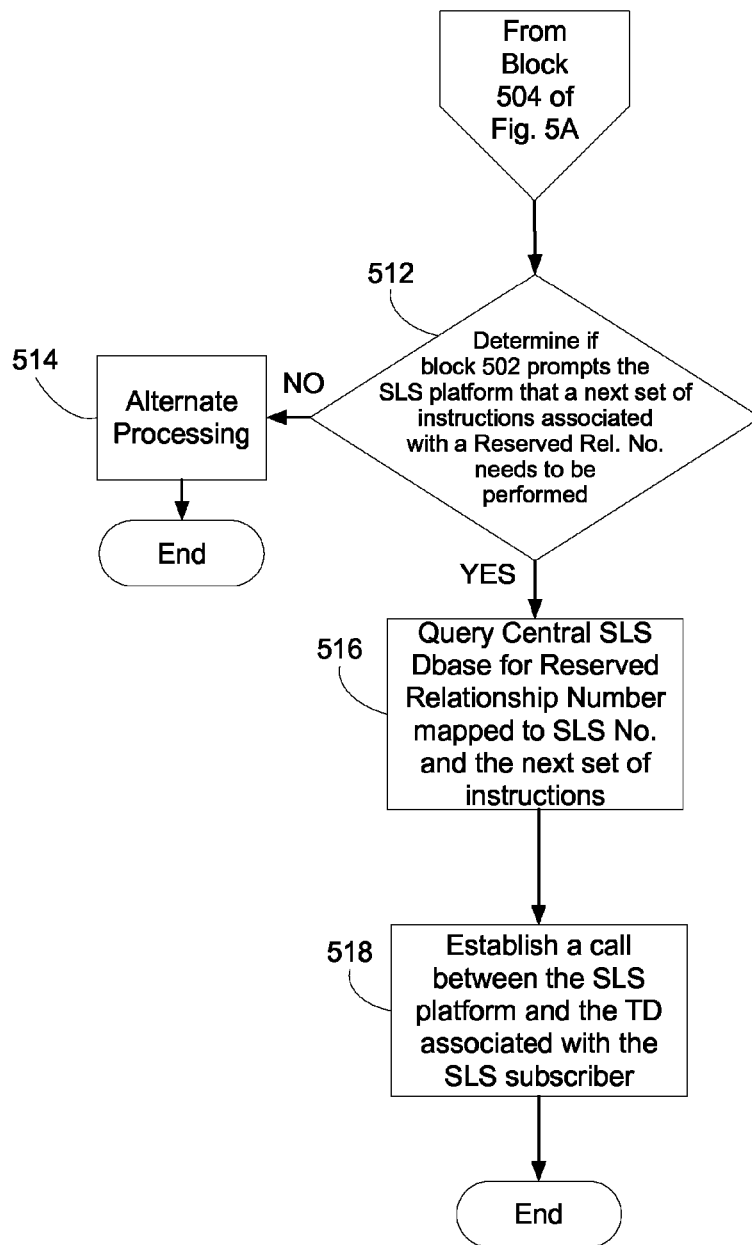 From
Block
504 of
Fig. 5A
512
Determine if
block 502 prompts the
SLS platform that a next set of
instructions associated
with a Reserved Rel. No.
needs to be
performed
514
NO
Alternate
Processing
End
YES
516
Query Central SLS
Dbase for Reserved
Relationship Number
mapped to SLS No.
and the next set of
instructions
518
Establish a call
between the SLS
platform and the TD
associated with the
SLS subscriber
End